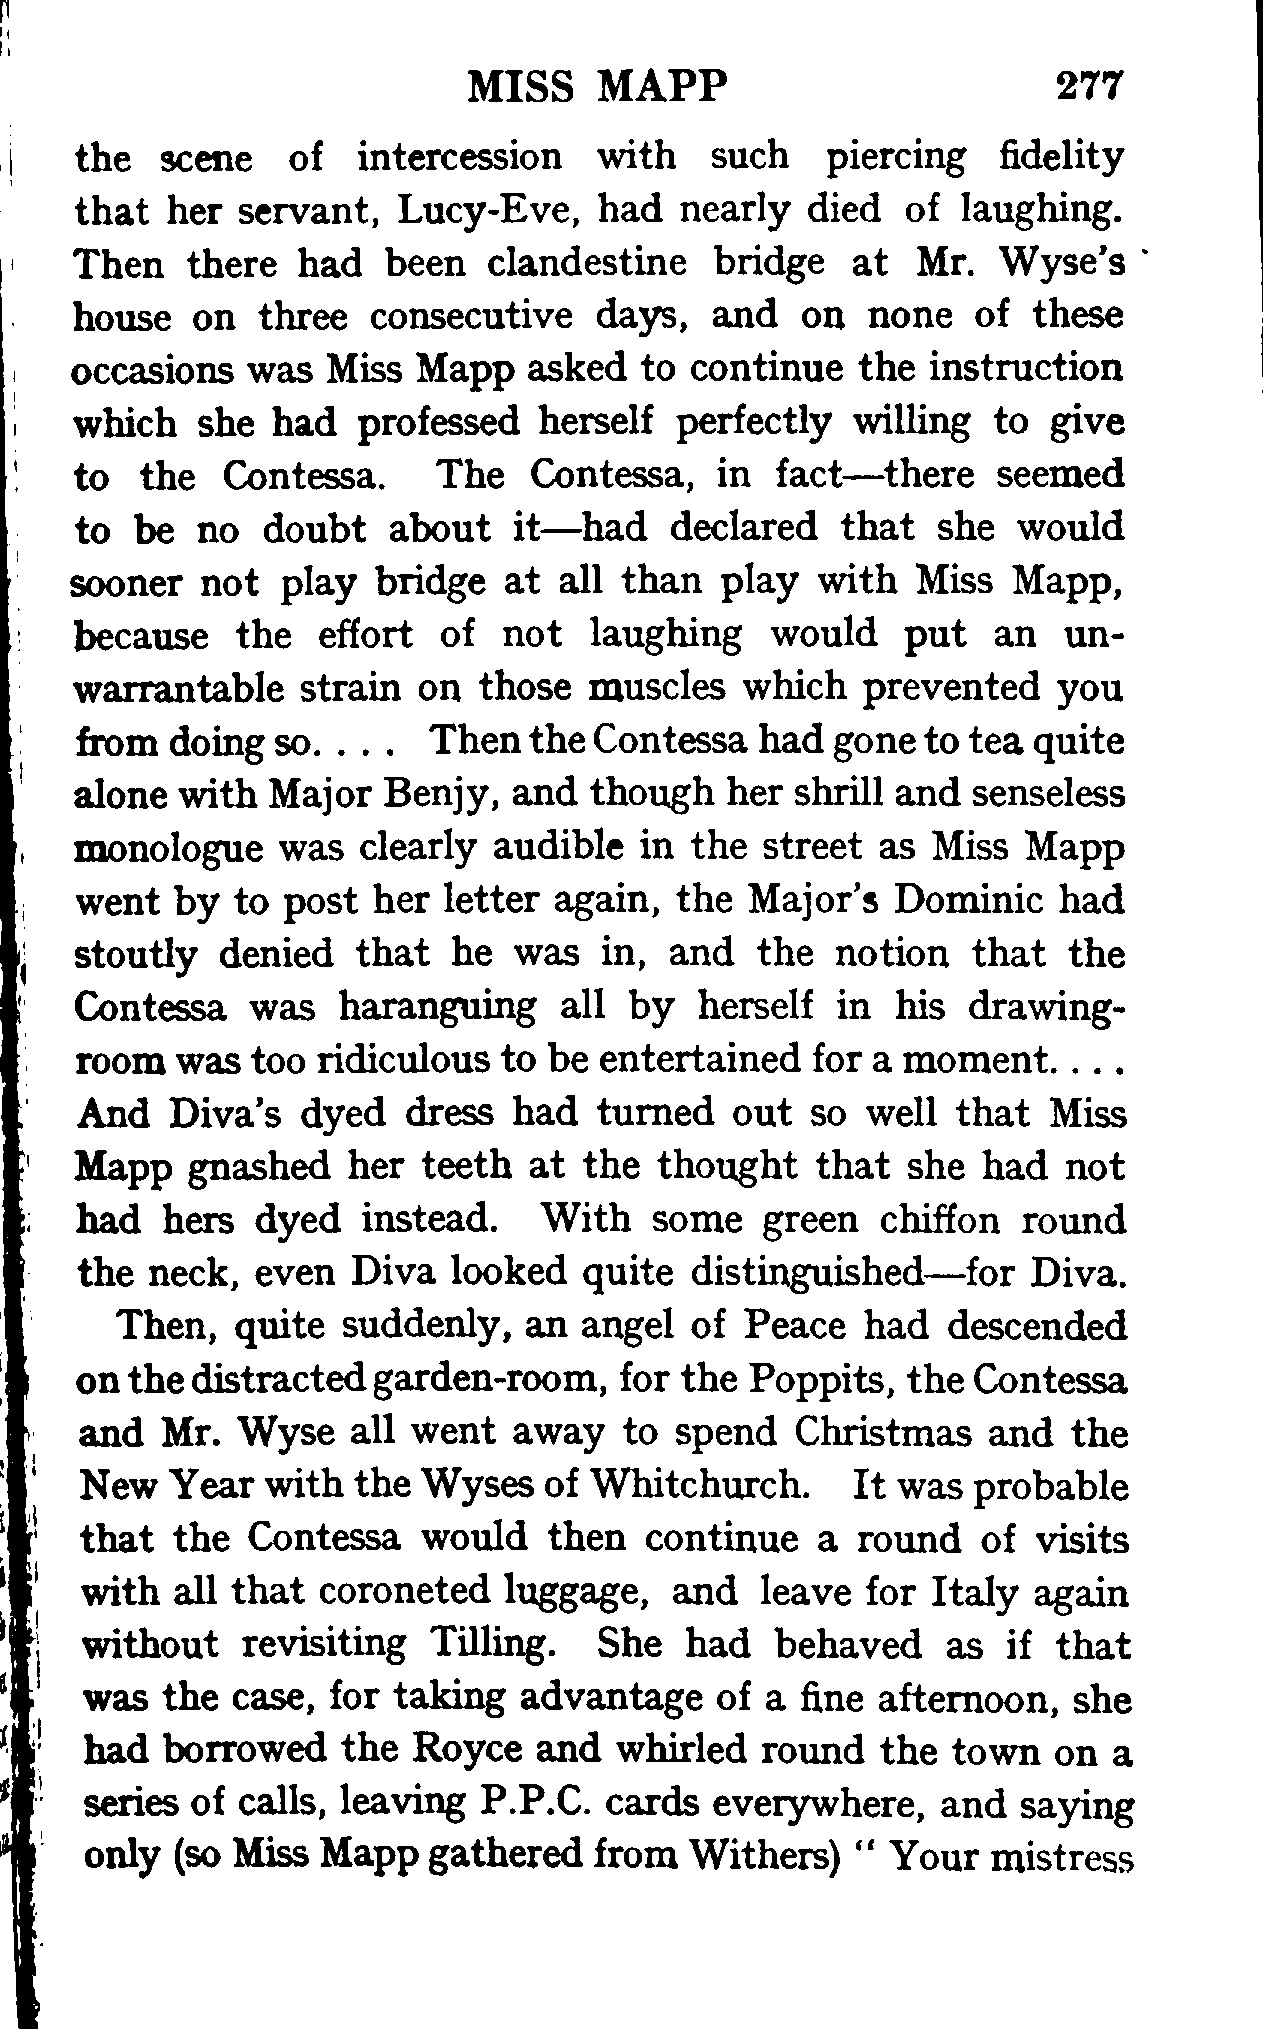 MISS MAPP 277
the scene of intercession with such piercing fidelity
that her servant, Lucy-Eve, had nearly died of laughing.
Then there had been clandestine bridge at Mr. Wyse's
house on three consecutive days, and on none of these
occasions was Miss Mapp asked to continue the instruction
which she had professed herself perfectly willing to give
to the Contessa. The Contessa, in fact—there seemed
to be no doubt about it—had declared that she would
sooner not play bridge at all than play with Miss Mapp,
because the effort of not laughing would put an un-
warrantable strain on those muscles which prevented you
from doing so. . . . Then the Contessa had gone to tea quite
alone with Major Benjy, and though her shrill and senseless
monologue was clearly audible in the street as Miss Mapp
went by to post her letter again, the Major's Dominic had
stoutly denied that he was in, and the notion that the
Contessa was haranguing all by herself in his drawing-
room was too ridiculous to be entertained for a moment. . . .
And Diva's dyed dress had turned out so well that Miss
Mapp gnashed her teeth at the thought that she had not
had hers dyed instead. With some green chiffon round
the neck, even Diva looked quite distinguished—for Diva.
Then, quite suddenly, an angel of Peace had descended
on the distracted garden-room, for the Poppits, the Contessa
and Mr. Wyse all went away to spend Christmas and the
New Year with the Wyses of Whitchurch. It was probable
that the Contessa would then continue a round of visits
with all that coroneted luggage, and leave for Italy again
without revisiting Tilling. She had behaved as if that
was the case, for taking advantage of a fine afternoon, she
had borrowed the Royce and whirled round the town on a
series of calls, leaving P.P.C. cards everywhere, and saying
only (so Miss Mapp gathered from Withers) " Your mistress